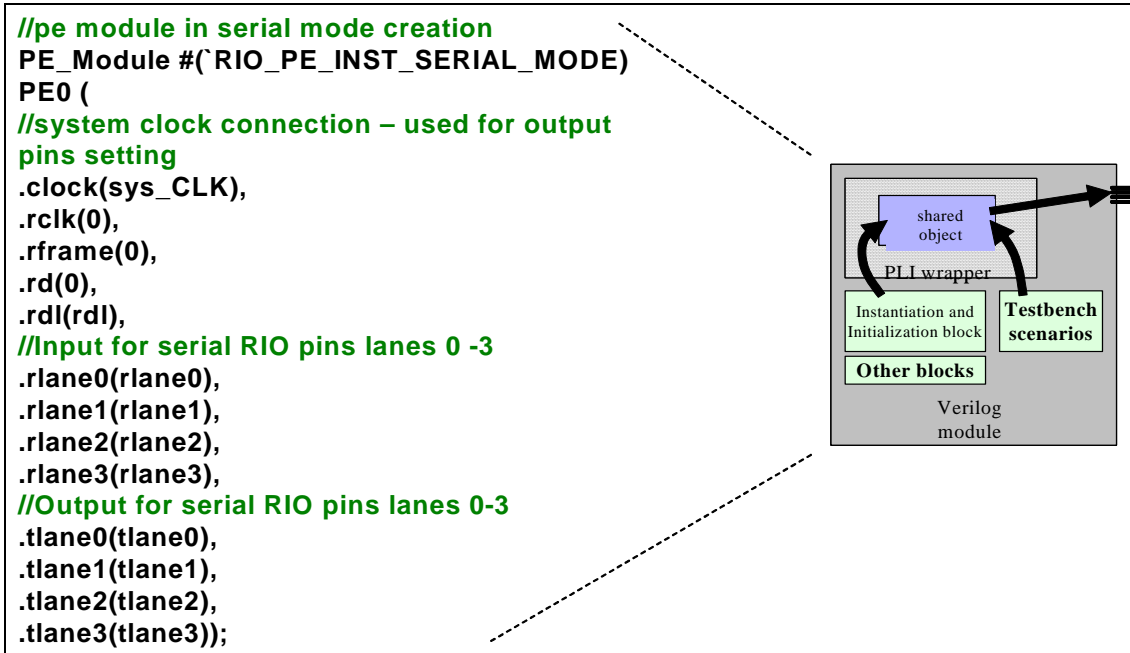 //pe module in serial mode creation
PE_Module #(`RIO_PE_INST_SERIAL_MODE)
PE0 (
//system clock connection – used for output
pins setting
.clock(sys_CLK),
.rclk(0),
.rframe(0),
.rd(0),
.rdl(rdl),
//Input for serial RIO pins lanes 0 -3
.rlane0(rlane0),
.rlane1(rlane1),
.rlane2(rlane2),
.rlane3(rlane3),
//Output for serial RIO pins lanes 0-3
.tlane0(tlane0),
.tlane1(tlane1),
.tlane2(tlane2),
.tlane3(tlane3));
shared
object
PLI wrapper
Instantiation and
Initialization block
Testbench
scenarios
Other blocks
Verilog
module